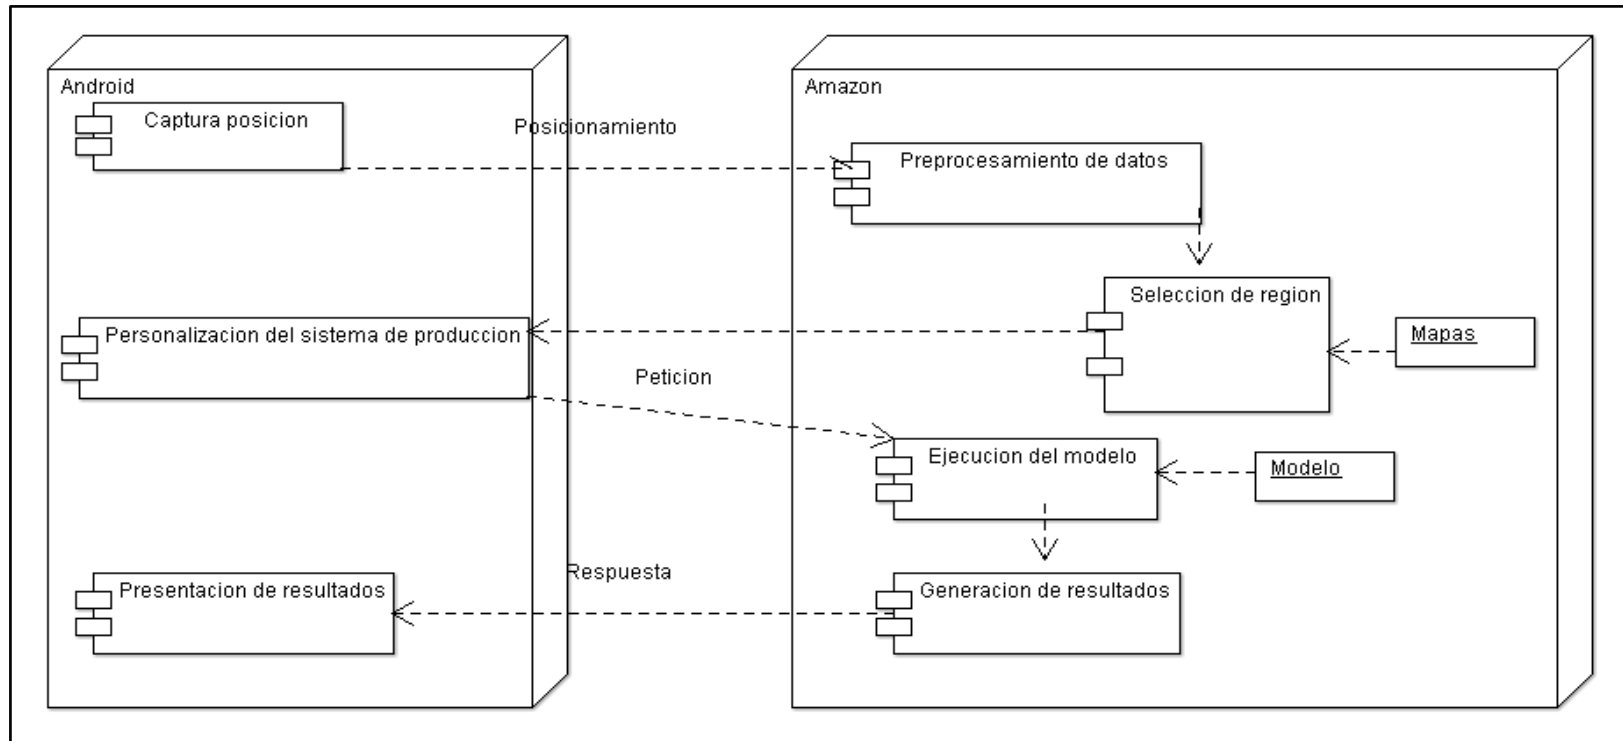 Android
Captura posicion
Posicionamiento
Amazon
Preprocesamiento de datos
Seleccion de region
Mapas
Personalizacion del sistema de produccion
Peticion
Ejecucion del modelo
Modelo
Respuesta
Presentacion de resultados
Generacion de resultados